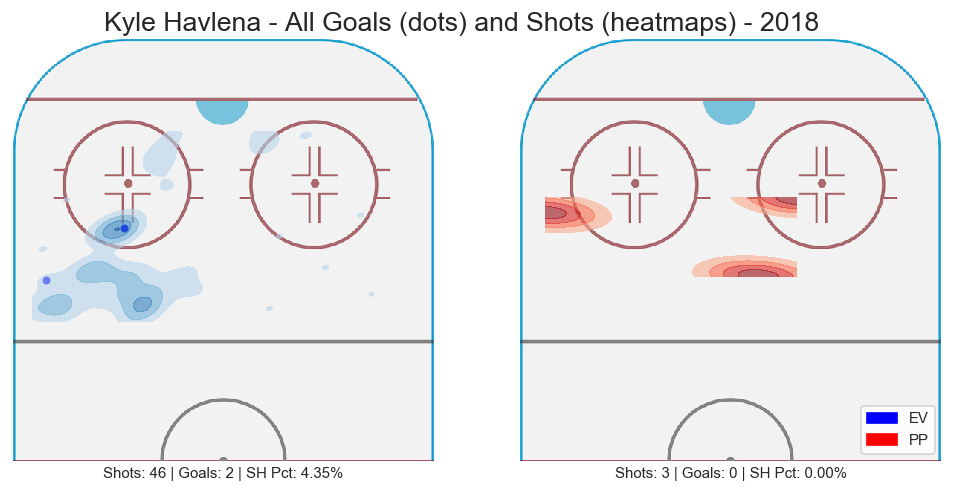 Kyle Havlena - All Goals (dots) and Shots (heatmaps) - 2018
EV
PP
Shots: 46 | Goals: 2 | SH Pct: 4.35%
Shots: 3 | Goals: 0 | SH Pct: 0.00%